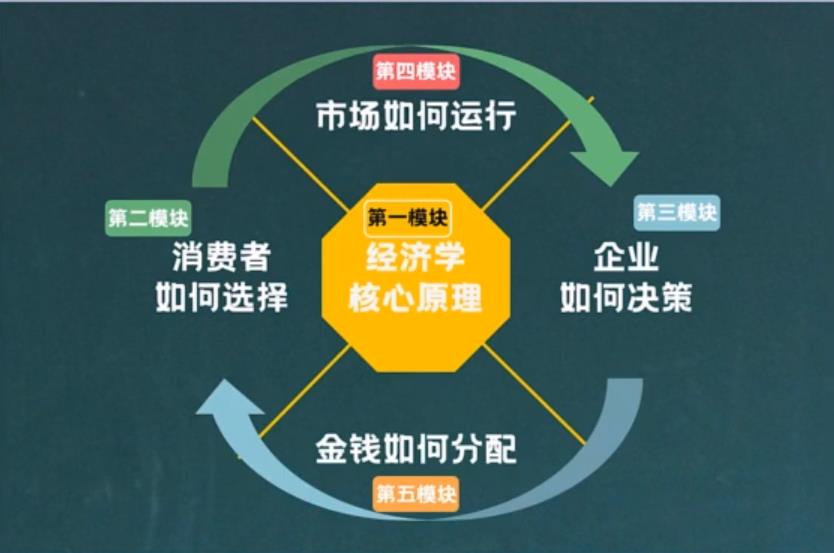 第四模块
市场如何运行
第二模块
消费者
如何选择
第一模块
经济学
核心原理
第三模块
企业
如何决策
金钱如何分配
第五模块